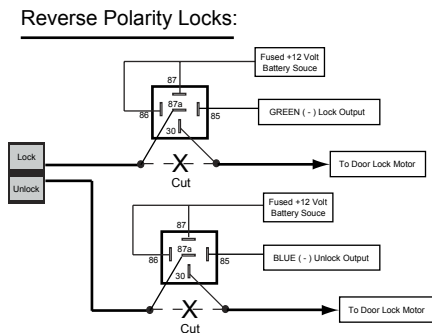 Reverse Polarity Locks:
Fused +12 Volt
Battery Souce
87
87a
86
85
30
GREEN ( - ) Lock Output
Lock
Unlock
X
Cut
To Door Lock Motor
Fused +12 Volt
Battery Souce
87
87a
86
85
30
BLUE ( - ) Unlock Output
X
Cut
To Door Lock Motor